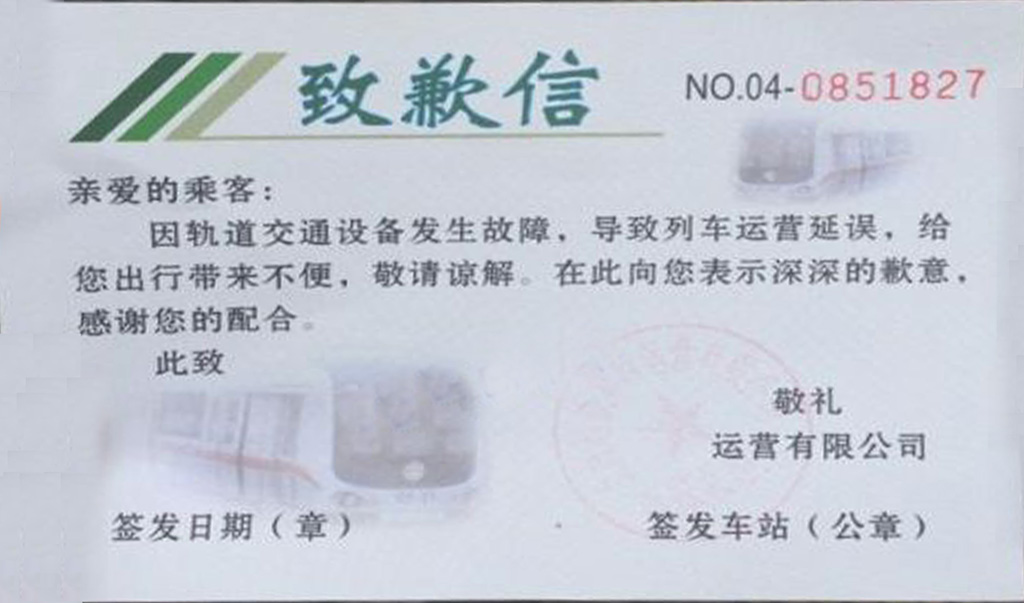 致歉信
NO.04-0851827
亲爱的乘客：
因轨道交通设备发生故障，导致列车运营延误，给
您出行带来不便，敬请谅解。在此向您表示深深的歉意，
感谢您的配合。
此致
敬礼
运营有限公司
签发日期（章）
签发车站（公章）